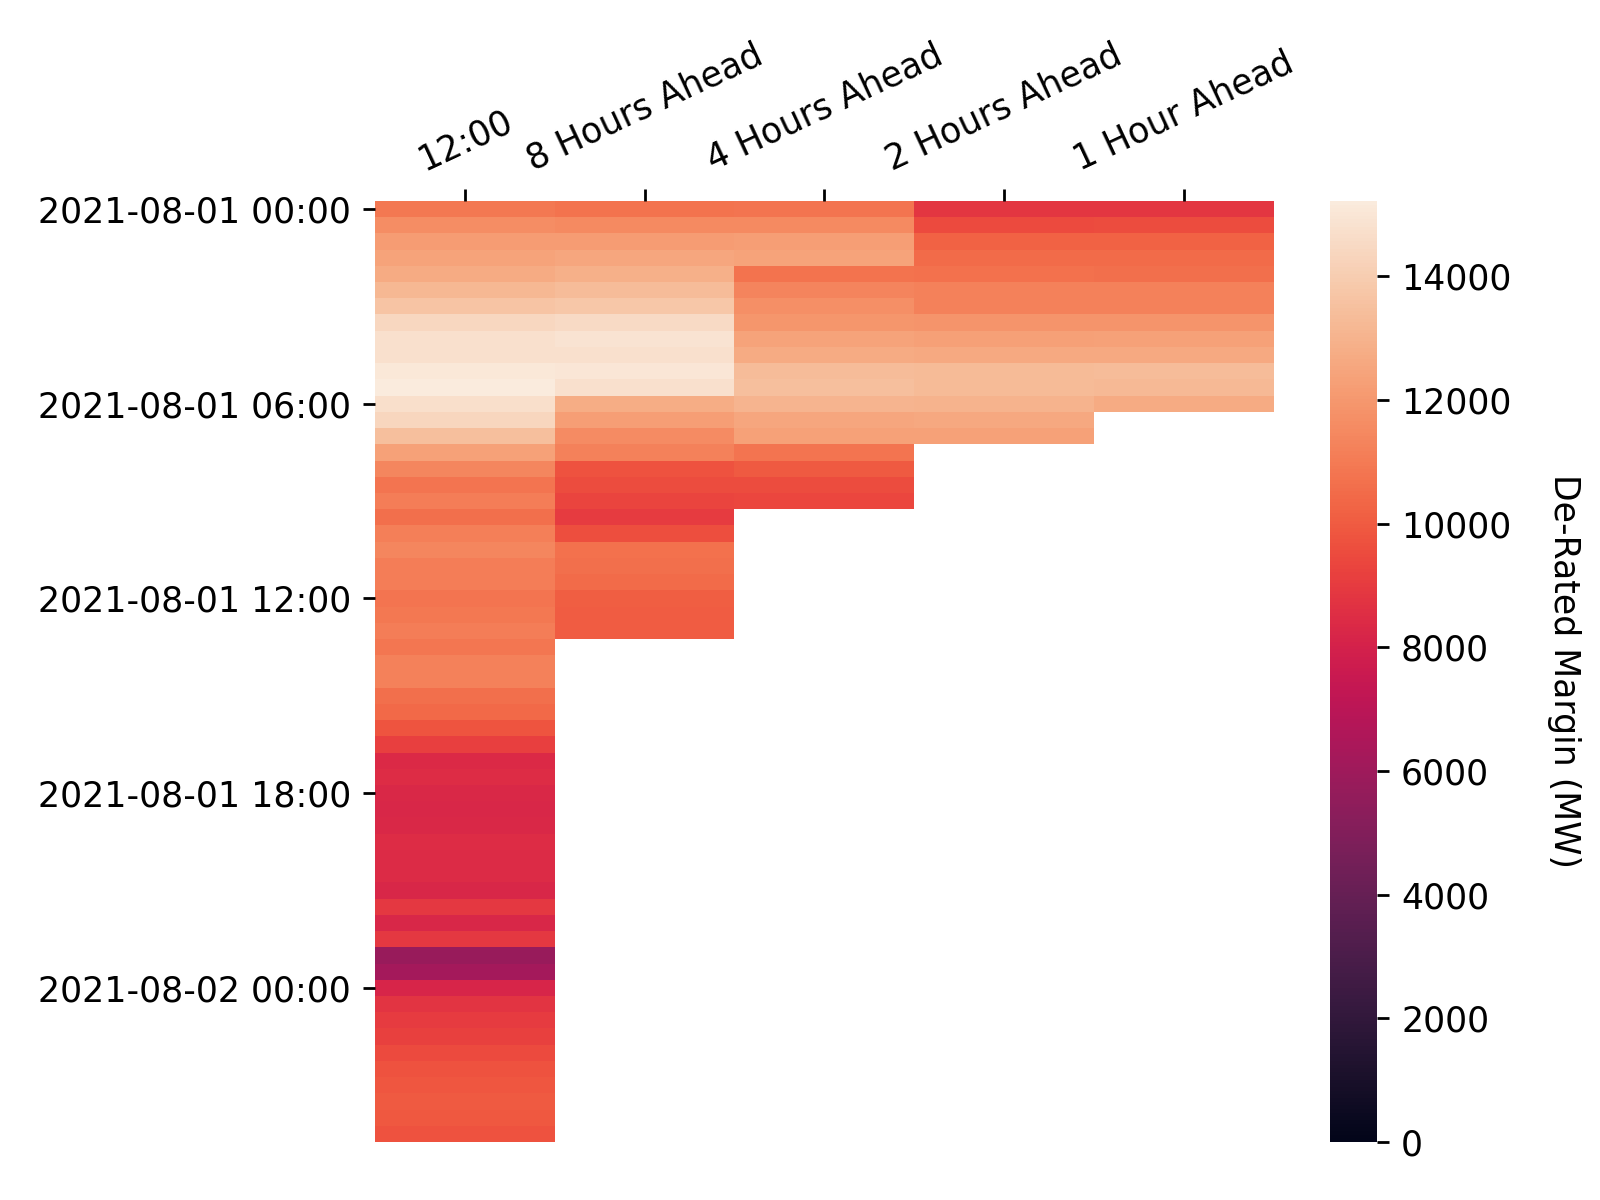 12:00
8 Hours Ahead
4 Hours Ahead
2 Hours Ahead
1 Hour Ahead
2021-08-01 00:00
2021-08-01 06:00
2021-08-01 12:00
2021-08-01 18:00
2021-08-02 00:00
14000
12000
10000
8000
6000
4000
2000
0
De-Rated Margin (MW)